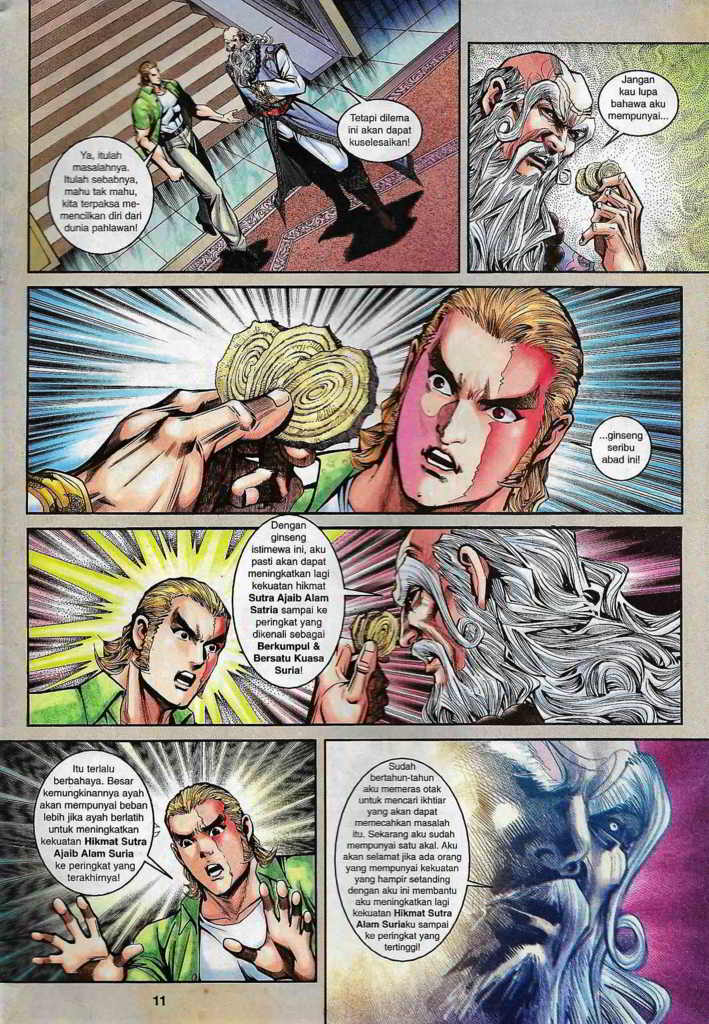 Ya, itulah
masalahnya.
Itulah sebabnya,
mahu tak mahu,
kita terpaksa me-
mencilkan diri dari
dunia pahlawan!
Tetapi dilema
ini akan dapat
kuselesaikan!
Jangan
kau lupa
bahawa aku
mempunyai...
...ginseng
seribu
abad ini!
Dengan
ginseng
istimewa ini, aku
pasti akan dapat
meningkatkan lagi
kekuatan hikmat
Sutra Ajaib Alam
Satria sampai ke
peringkat yang
dikenali sebagai
Berkumpul &
Bersatu Kuasa
Suria!
Itu terlalu
berbahaya. Besar
kemungkinannya ayah
akan mempunyai beban
lebih jika ayah berlatih
untuk meningkatkan
kekuatan Hikmat Sutra
Ajaib Alam Suria
ke peringkat yang
terakhirnya!
Sudah
bertahun-tahun
aku memeras otak
untuk mencari ikhtiar
yang akan dapat
memecahkan masalah
itu. Sekarang aku sudah
mempunyai satu akal. Aku
akan selamat jika ada orang
yang mempunyai kekuatan
yang hampir setanding
dengan aku ini membantu
aku meningkatkan lagi
kekuatan Hikmat Sutra
Alam Suriaku sampai
ke peringkat yang
tertinggi!
11